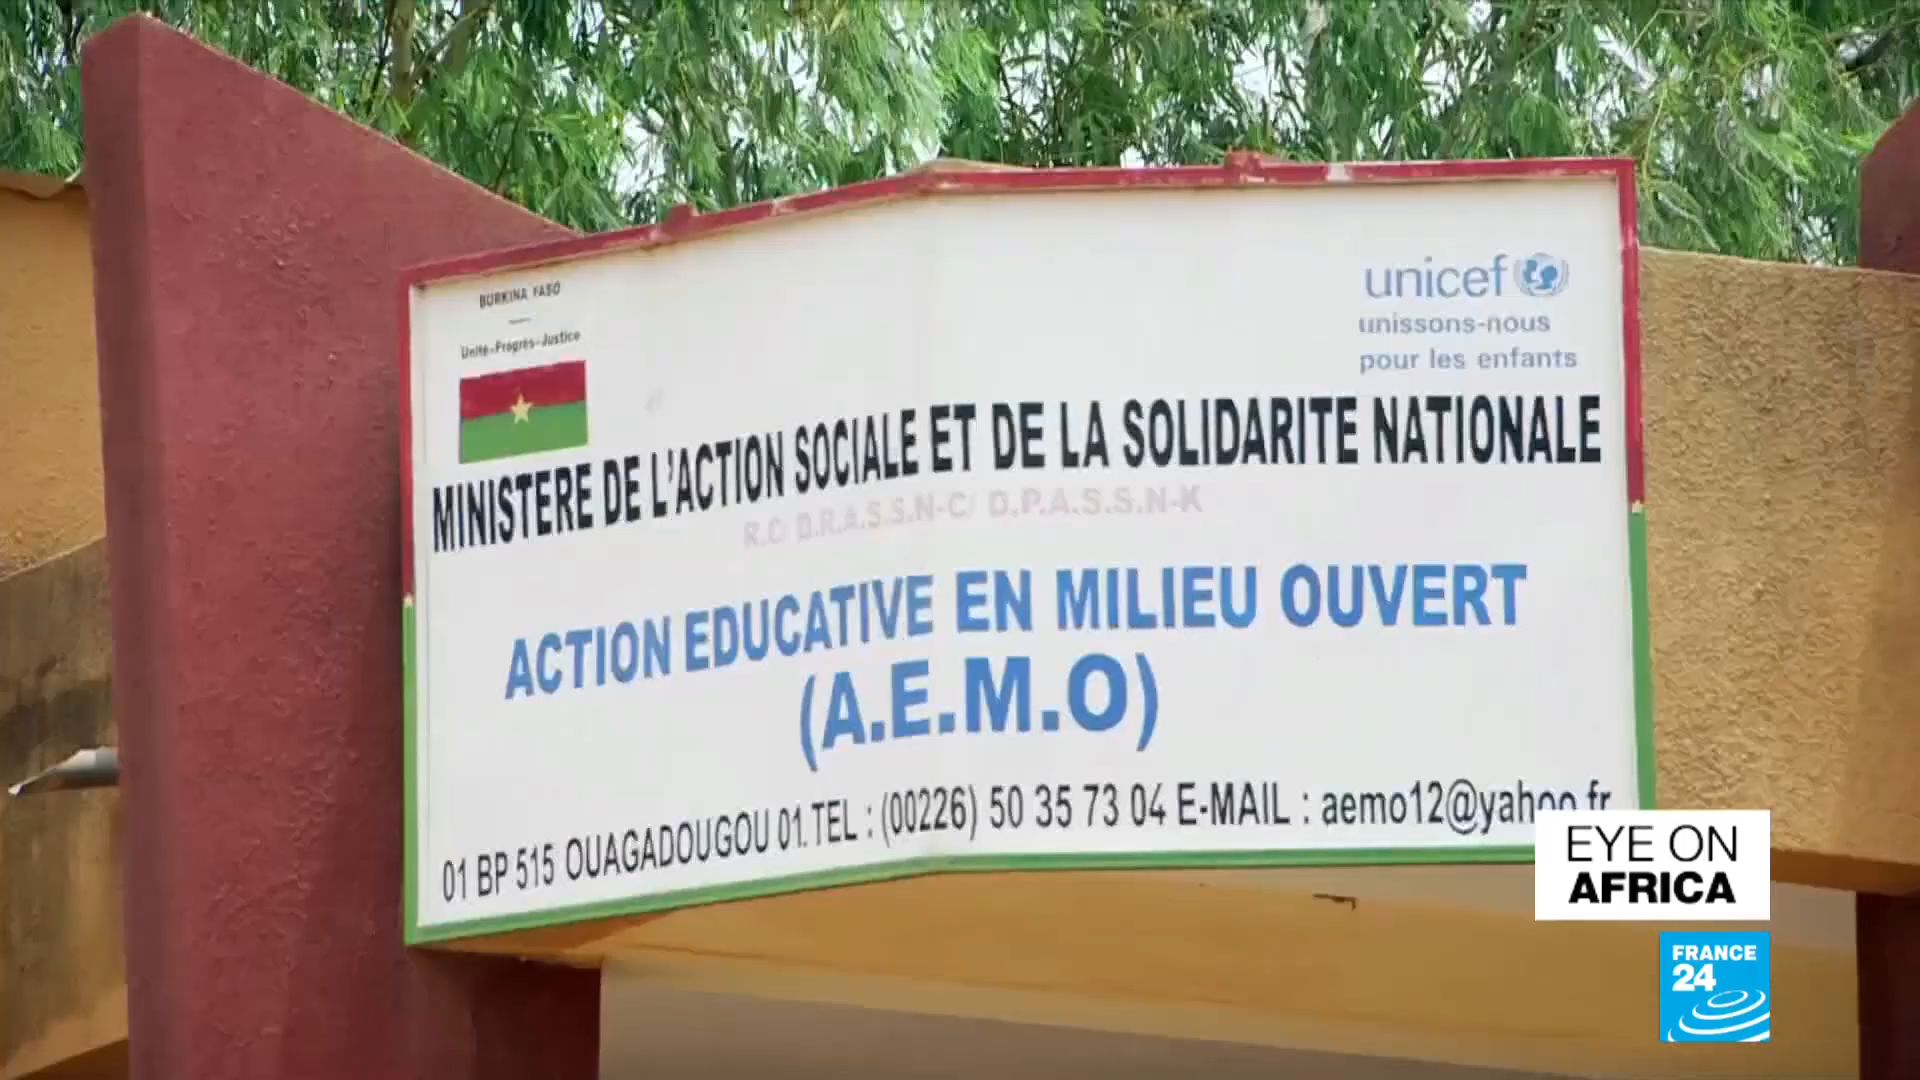 BURKINA FASO
Unité-Progrès-Justice
unicef
unissons-nous
pour les enfants
MINISTERE DE L'ACTION SOCIALE ET DE LA SOLIDARITE NATIONALE
R.C/ D.R.A.S.S.N-C/ D.P.A.S.S.N-K
ACTION EDUCATIVE EN MILIEU OUVERT
(A.E.M.O)
01 BP 515 OUAGADOUGOU 01. TEL : (00226) 50 35 73 04 E-MAIL : aemo12@yahoo.fr
EYE ON
AFRICA
FRANCE
24